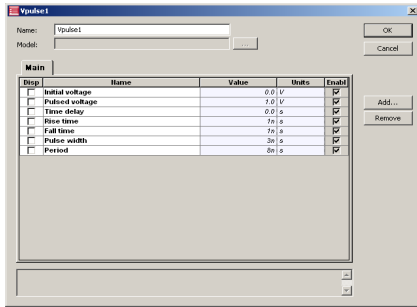 Vpulse1
Name: Vpulse1 OK
Model: ... Cancel
Main
Disp Name Value Units Enabl
Initial voltage 0.0 V
Pulsed voltage 1.0 V Add...
Time delay 0.0 s Remove
Rise time 1n s
Fall time 1n s
Pulse width 3n s
Period 8n s